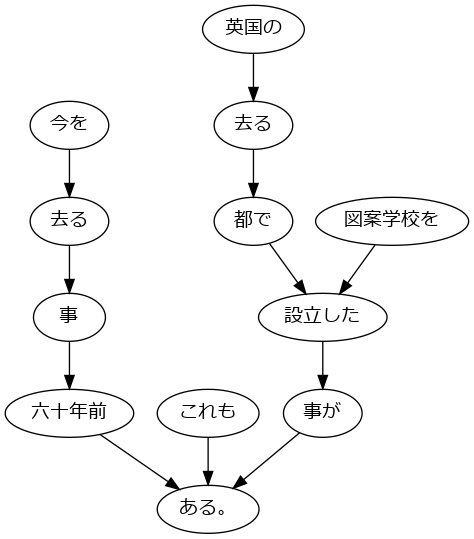 英国の
今を
去る
去る
都で
図案学校を
事
設立した
六十年前
これも
事が
ある。